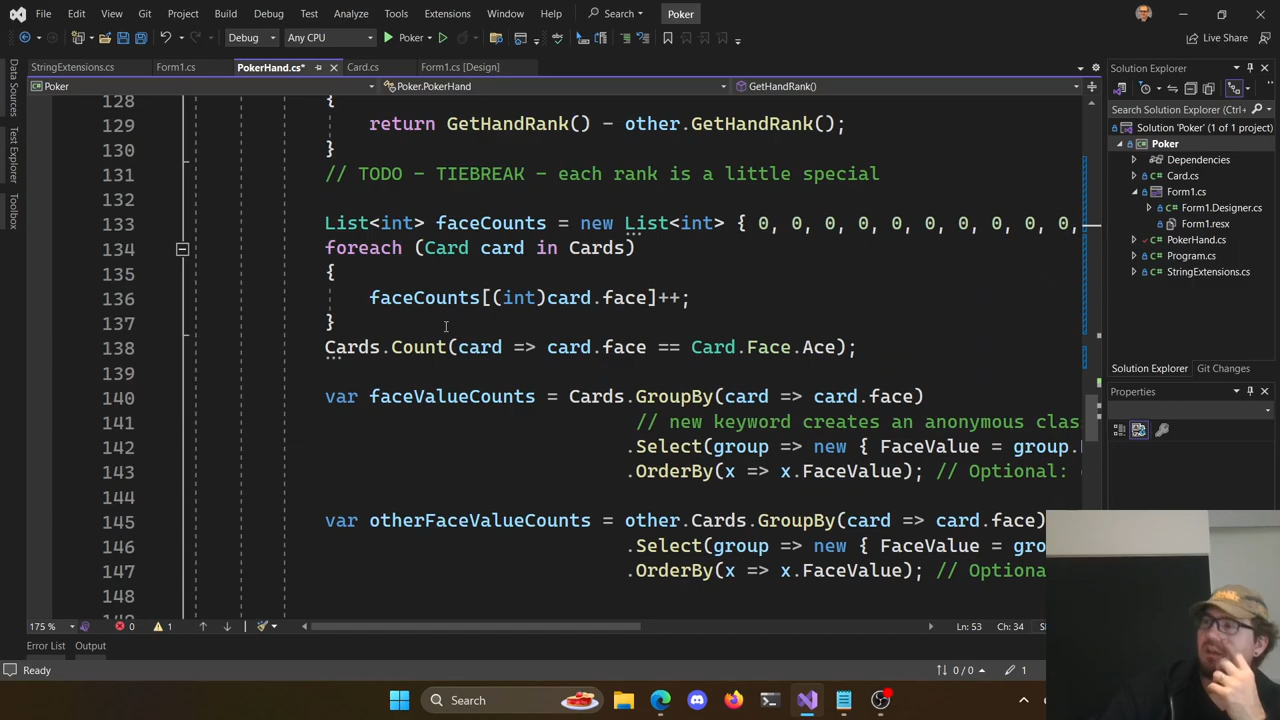 File Edit View Git Project Build Debug Test Analyze Tools Extensions Window Help Search Poker
Debug Any CPU Poker Live Share
Data Sources
Test Explorer
Toolbox
StringExtensions.cs Form1.cs PokerHand.cs* Card.cs Form1.cs [Design]
Poker Poker.PokerHand GetHandRank()
128 {
129 return GetHandRank() - other.GetHandRank();
130 }
131 // TODO - TIEBREAK - each rank is a little special
132
133 List<int> faceCounts = new List<int> { 0, 0, 0, 0, 0, 0, 0, 0, 0, 0,
134 foreach (Card card in Cards)
135 {
136 faceCounts[(int)card.face]++;
137 }
138 Cards.Count(card => card.face == Card.Face.Ace);
139
140 var faceValueCounts = Cards.GroupBy(card => card.face)
141 // new keyword creates an anonymous clas
142 .Select(group => new { FaceValue = group.
143 .OrderBy(x => x.FaceValue); // Optional:
144
145 var otherFaceValueCounts = other.Cards.GroupBy(card => card.face)
146 .Select(group => new { FaceValue = gro
147 .OrderBy(x => x.FaceValue); // Optiona
148
175 % 0 1 Ln: 53 Ch: 34
Error List Output
Ready 0 / 0 1
Solution Explorer
Search Solution Explorer (Ctrl+
Solution 'Poker' (1 of 1 project)
Poker
Dependencies
Card.cs
Form1.cs
Form1.Designer.cs
Form1.resx
PokerHand.cs
Program.cs
StringExtensions.cs
Solution Explorer Git Changes
Properties
Search